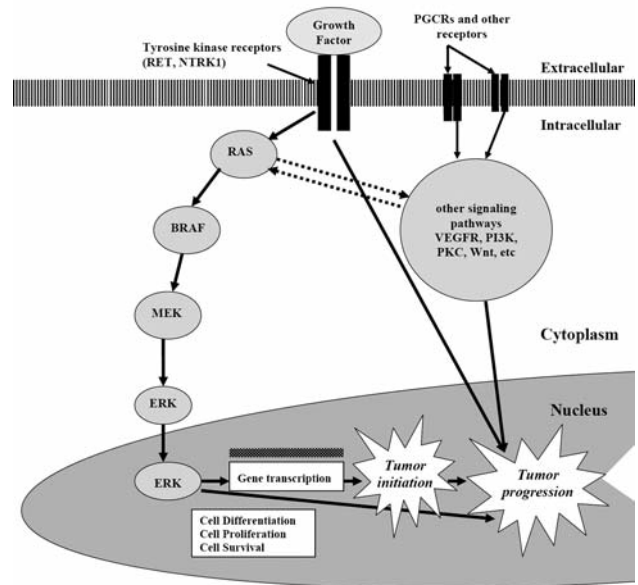 Growth
Factor
Tyrosine kinase receptors
(RET, NTRK1)
PGCRs and other
receptors
Extracellular
Intracellular
RAS
BRAF
other signaling
pathways
VEGFR, PI3K,
PKC, Wnt, etc
MEK
Cytoplasm
ERK
Nucleus
ERK
Gene transcription
Tumor
initiation
Tumor
progression
Cell Differentiation
Cell Proliferation
Cell Survival